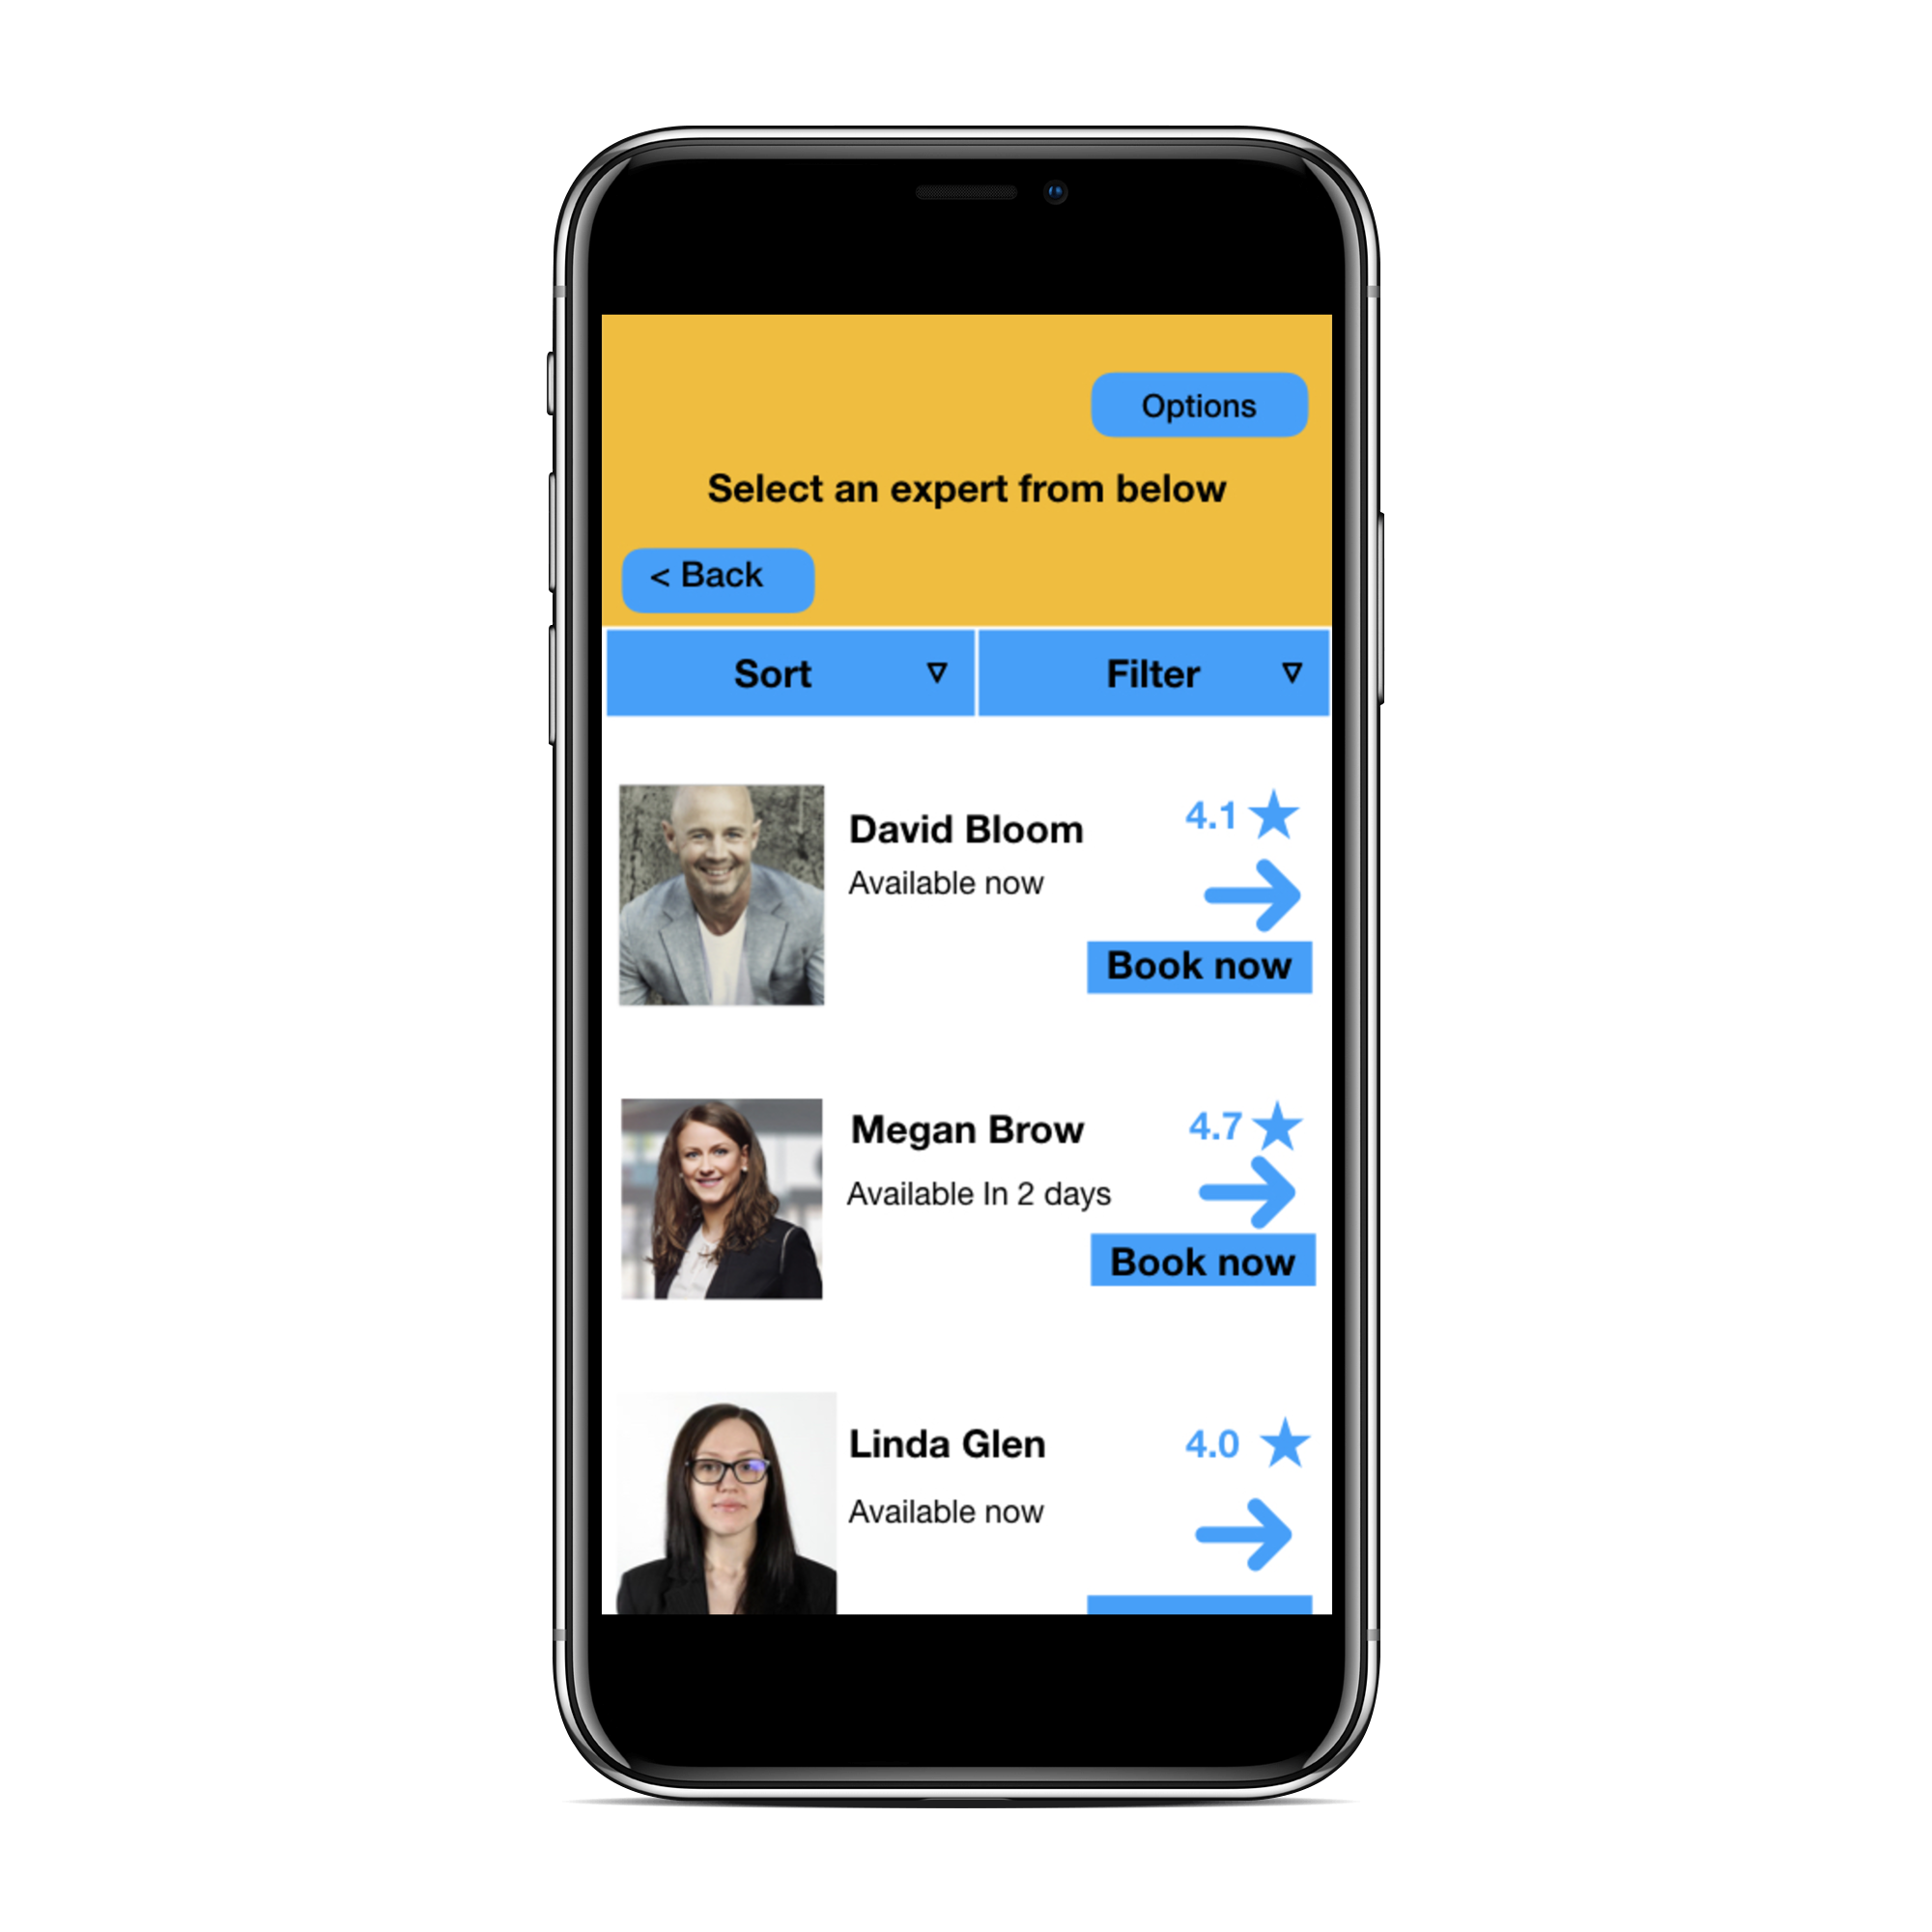 Options
Select an expert from below
< Back
Sort
Filter
David Bloom
4.1
Available now
Book now
Megan Brow
4.7
Available In 2 days
Book now
Linda Glen
4.0
Available now